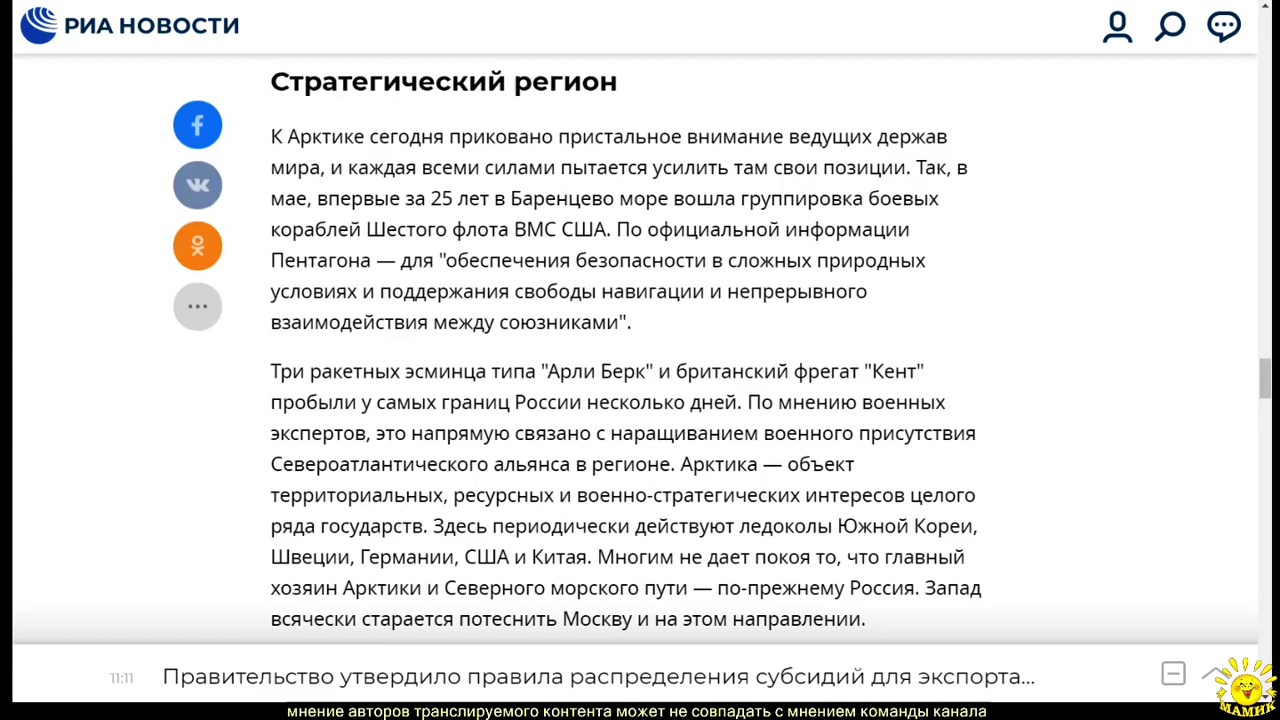 РИА НОВОСТИ
Стратегический регион
К Арктике сегодня приковано пристальное внимание ведущих держав
мира, и каждая всеми силами пытается усилить там свои позиции. Так, в
мае, впервые за 25 лет в Баренцево море вошла группировка боевых
кораблей Шестого флота ВМС США. По официальной информации
Пентагона — для "обеспечения безопасности в сложных природных
условиях и поддержания свободы навигации и непрерывного
взаимодействия между союзниками".
Три ракетных эсминца типа "Арли Берк" и британский фрегат "Кент"
пробыли у самых границ России несколько дней. По мнению военных
экспертов, это напрямую связано с наращиванием военного присутствия
Североатлантического альянса в регионе. Арктика — объект
территориальных, ресурсных и военно-стратегических интересов целого
ряда государств. Здесь периодически действуют ледоколы Южной Кореи,
Швеции, Германии, США и Китая. Многим не дает покоя то, что главный
хозяин Арктики и Северного морского пути — по-прежнему Россия. Запад
всячески старается потеснить Москву и на этом направлении.
11:11 Правительство утвердило правила распределения субсидий для экспорта...
МАМИК
мнение авторов транслируемого контента может не совпадать с мнением команды канала